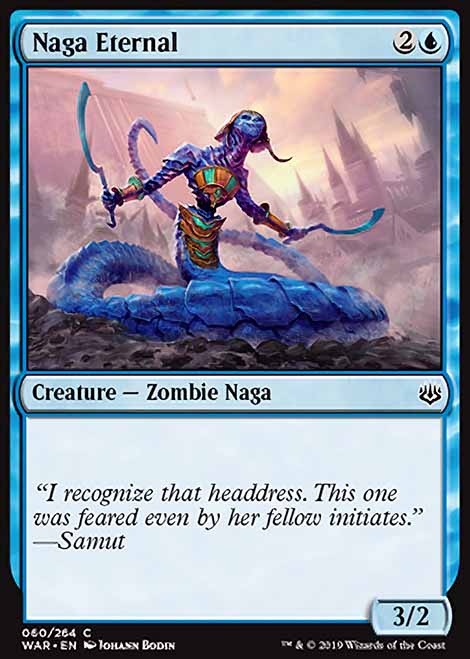 Naga Eternal 2
Creature — Zombie Naga
“I recognize that headdress. This one
was feared even by her fellow initiates.”
—Samut
3/2
060/264 C
WAR • EN Johann Bodin
™ & © 2019 Wizards of the Coast